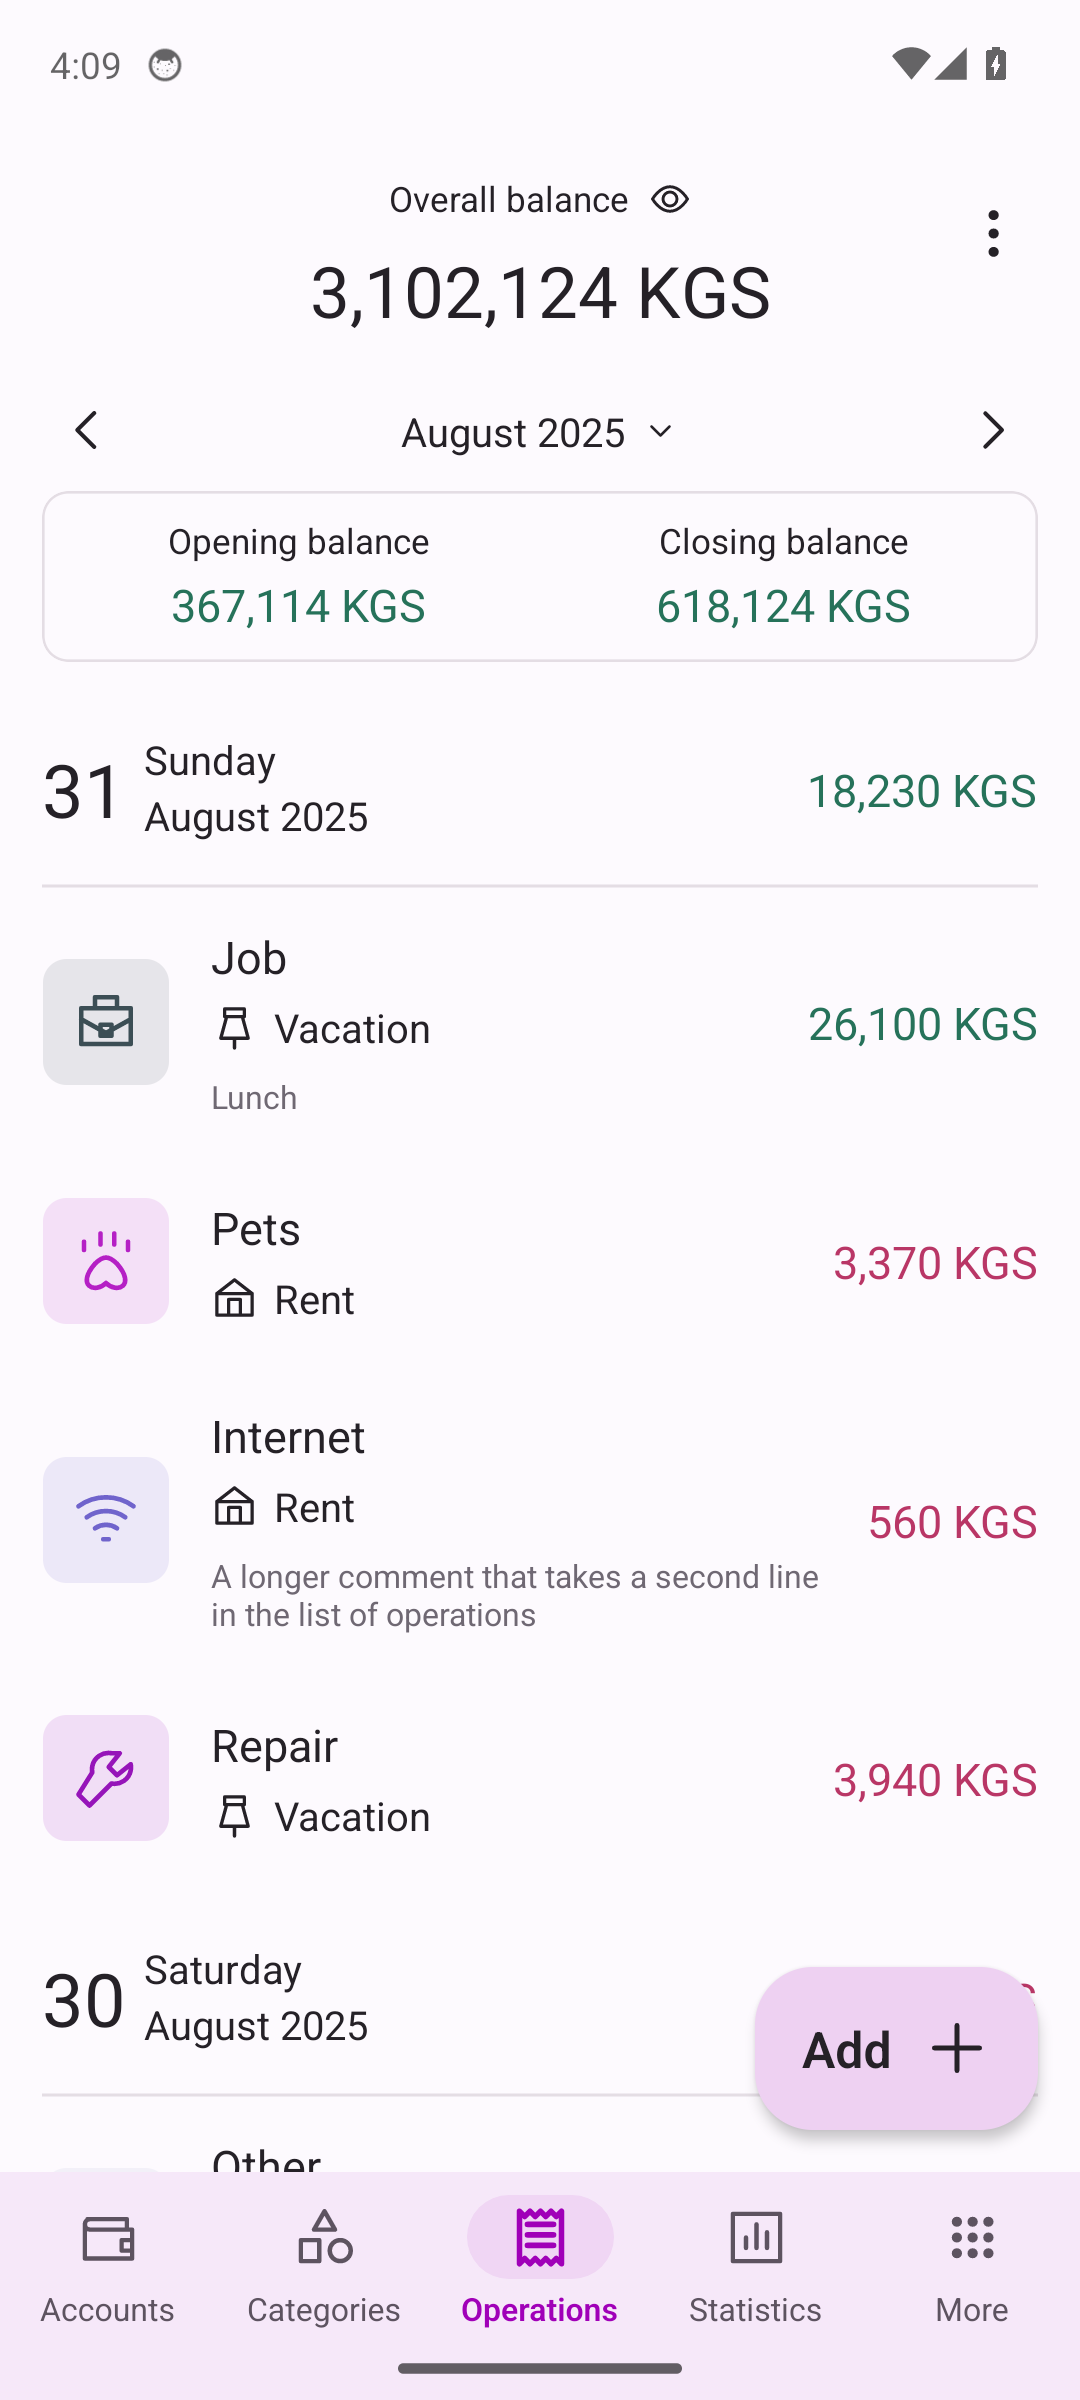 4:09
Overall balance
3,102,124 KGS
August 2025
Opening balance
Closing balance
367,114 KGS
618,124 KGS
31
Sunday
August 2025
18,230 KGS
Job
Vacation
Lunch
26,100 KGS
Pets
Rent
3,370 KGS
Internet
Rent
A longer comment that takes a second line
in the list of operations
560 KGS
Repair
Vacation
3,940 KGS
30
Saturday
August 2025
Add
Other
Accounts
Categories
Operations
Statistics
More